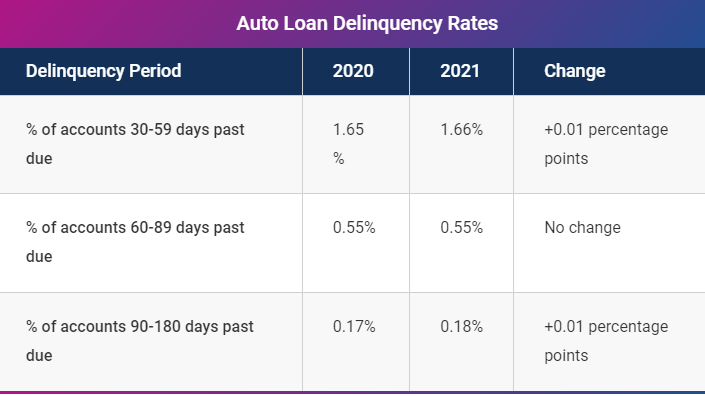 Auto Loan Delinquency Rates
Delinquency Period 2020 2021 Change
% of accounts 30-59 days past 1.65 1.66% +0.01 percentage
due % points
% of accounts 60-89 days past 0.55% 0.55% No change
due
% of accounts 90-180 days past 0.17% 0.18% +0.01 percentage
due points